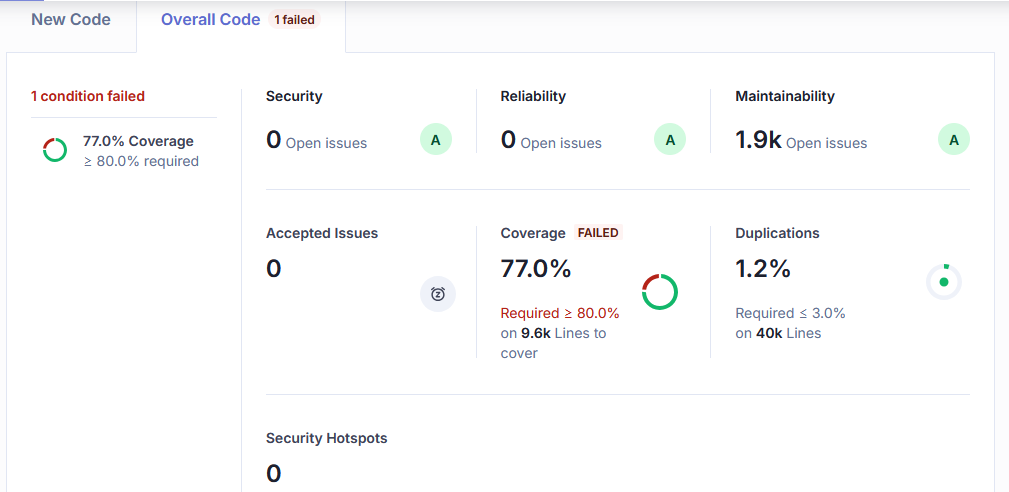 New Code
Overall Code 1 failed
1 condition failed
77.0% Coverage
≥ 80.0% required
Security
0 Open issues
A
Reliability
0 Open issues
A
Maintainability
1.9k Open issues
A
Accepted Issues
0
Coverage FAILED
77.0%
Required ≥ 80.0%
on 9.6k Lines to
cover
Duplications
1.2%
Required ≤ 3.0%
on 40k Lines
Security Hotspots
0